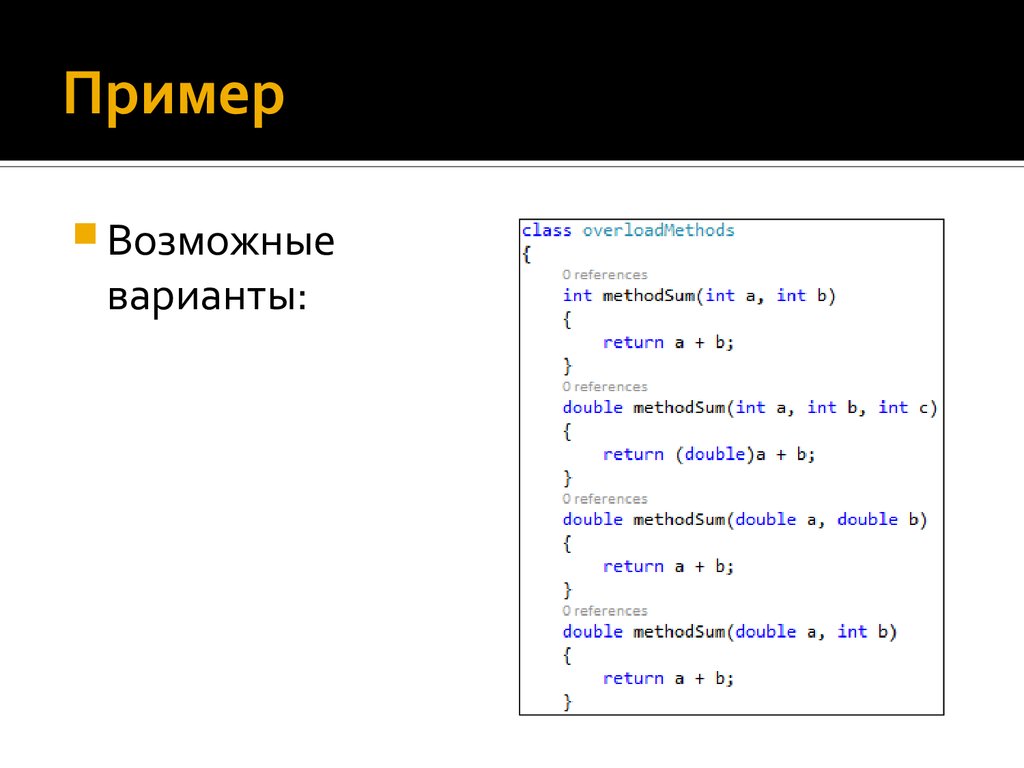 Пример
Возможные
варианты:
class overloadMethods
{
0 references
int methodSum(int a, int b)
{
return a + b;
}
0 references
double methodSum(int a, int b, int c)
{
return (double)a + b;
}
0 references
double methodSum(double a, double b)
{
return a + b;
}
0 references
double methodSum(double a, int b)
{
return a + b;
}